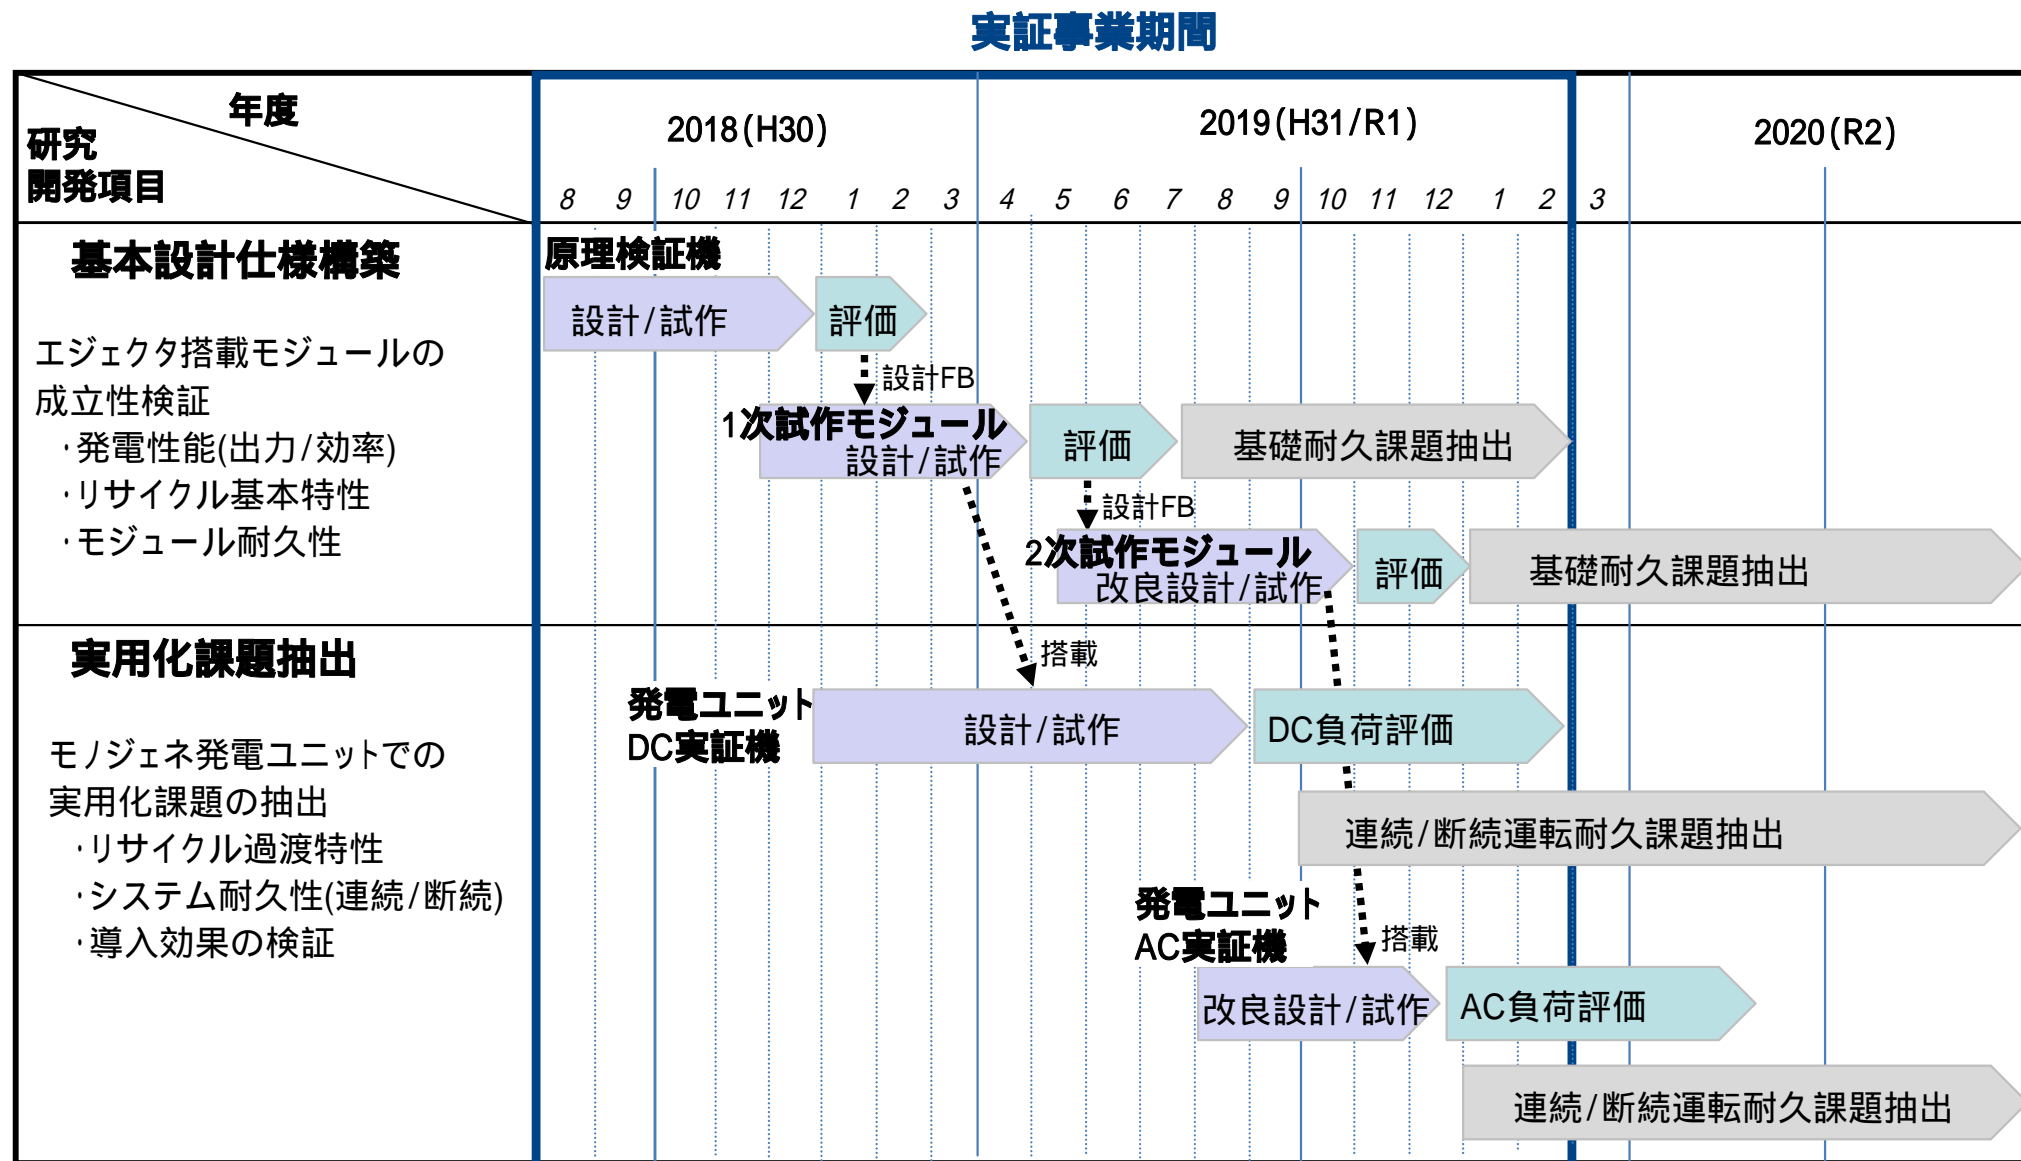 実証事業期間
年度
研究
開発項目
2018(H30)
2019(H31/R1)
2020(R2)
8 9 10 11 12 1 2 3 4 5 6 7 8 9 10 11 12 1 2 3
基本設計仕様構築
エジェクタ搭載モジュールの
成立性検証
・発電性能(出力/効率)
・リサイクル基本特性
・モジュール耐久性
原理検証機
設計/試作
評価
設計FB
1次試作モジュール
設計/試作
評価
基礎耐久課題抽出
設計FB
2次試作モジュール
改良設計/試作
評価
基礎耐久課題抽出
実用化課題抽出
モノジェネ発電ユニットでの
実用化課題の抽出
・リサイクル過渡特性
・システム耐久性(連続/断続)
・導入効果の検証
搭載
発電ユニット
DC実証機
設計/試作
DC負荷評価
連続/断続運転耐久課題抽出
発電ユニット
AC実証機
搭載
改良設計/試作
AC負荷評価
連続/断続運転耐久課題抽出